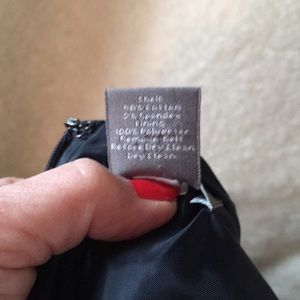 Shell
98% Cotton
2% Spandex
Lining
100% Polyester
Remove Belt
Before Dry Clean
Dry Clean